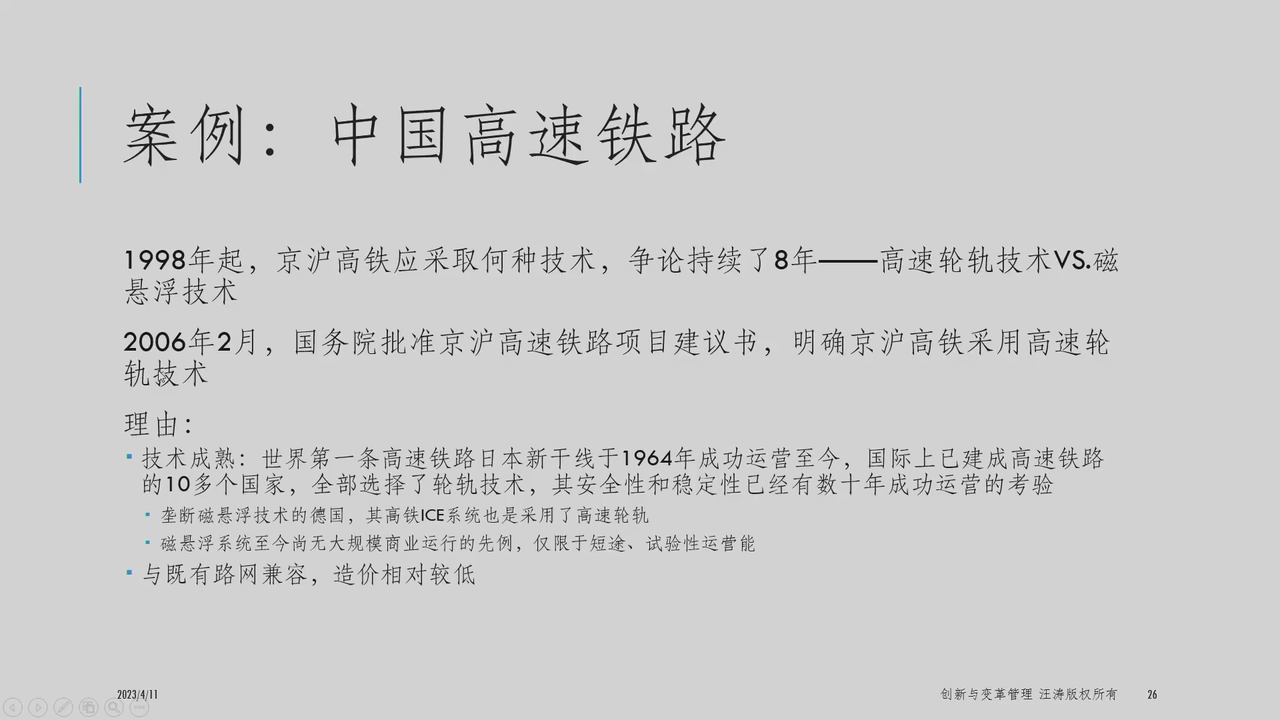 案例：中国高速铁路
1998年起，京沪高铁应采取何种技术，争论持续了8年——高速轮轨技术VS.磁
悬浮技术
2006年2月，国务院批准京沪高速铁路项目建议书，明确京沪高铁采用高速轮
轨技术
理由：
技术成熟：世界第一条高速铁路日本新干线于1964年成功运营至今，国际上已建成高速铁路
的10多个国家，全部选择了轮轨技术，其安全性和稳定性已经有数十年成功运营的考验
垄断磁悬浮技术的德国，其高铁ICE系统也是采用了高速轮轨
磁悬浮系统至今尚无大规模商业运行的先例，仅限于短途、试验性运营能
与既有路网兼容，造价相对较低
2023/4/11
创新与变革管理 汪涛版权所有
26